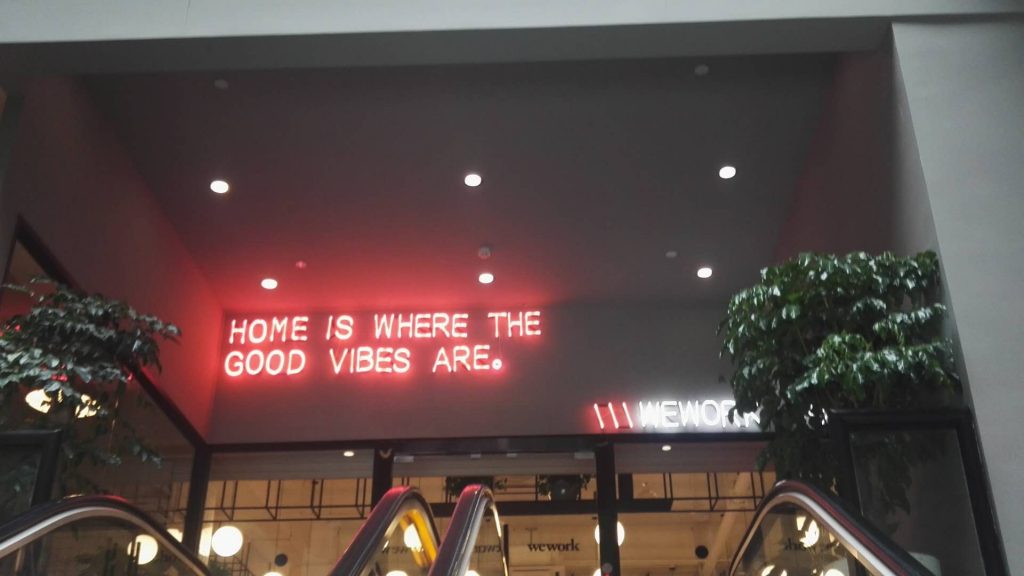 HOME IS WHERE THE
GOOD VIBES ARE.
\\\ WEWORK
wework